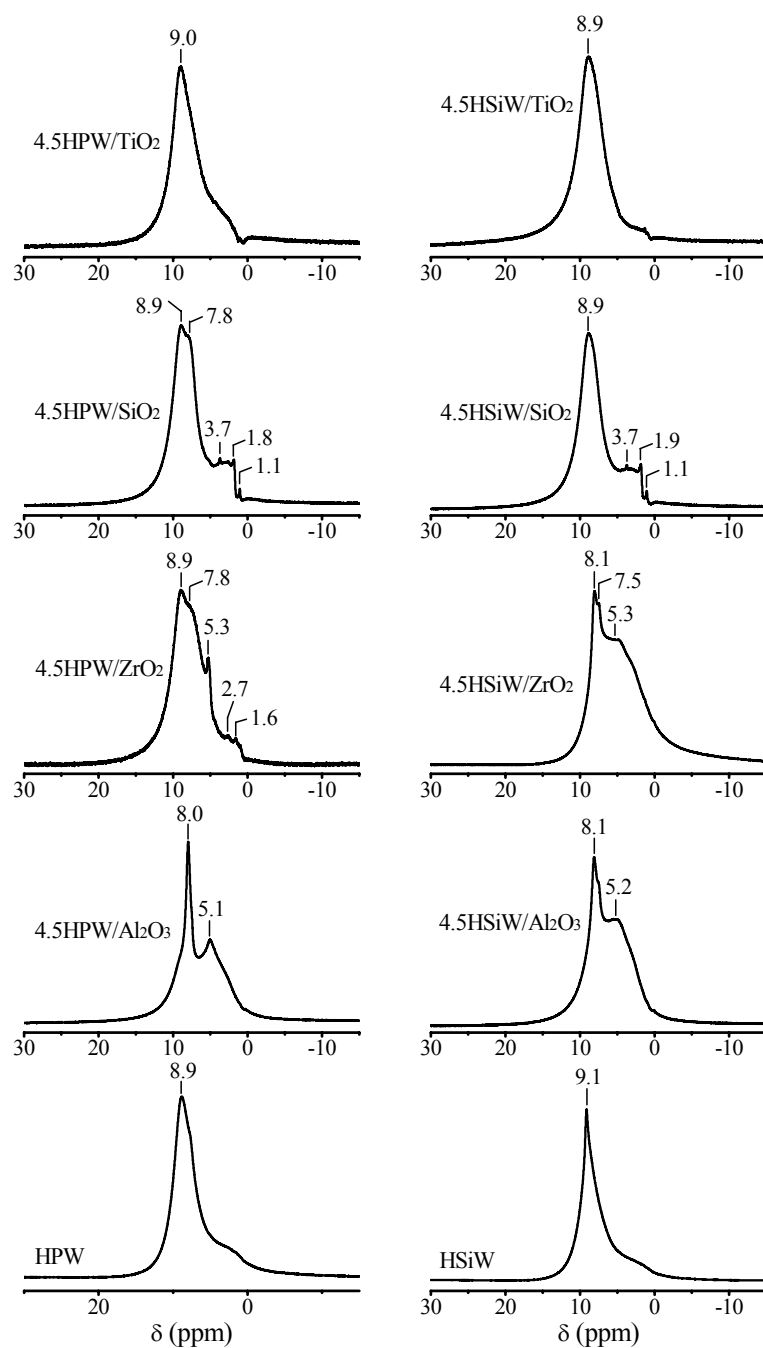 9.0
4.5HPW/TiO2
30 20 10 0 -10
8.9
4.5HSiW/TiO2
30 20 10 0 -10
8.9 7.8
4.5HPW/SiO2
3.7 1.8
1.1
30 20 10 0 -10
8.9
4.5HSiW/SiO2
3.7 1.9
1.1
30 20 10 0 -10
8.9
7.8
4.5HPW/ZrO2
5.3
2.7
1.6
30 20 10 0 -10
8.1
7.5
5.3
4.5HSiW/ZrO2
30 20 10 0 -10
8.0
5.1
4.5HPW/Al2O3
30 20 10 0 -10
8.1
5.2
4.5HSiW/Al2O3
30 20 10 0 -10
8.9
HPW
20 0
δ (ppm)
9.1
HSiW
30 20 10 0 -10
δ (ppm)